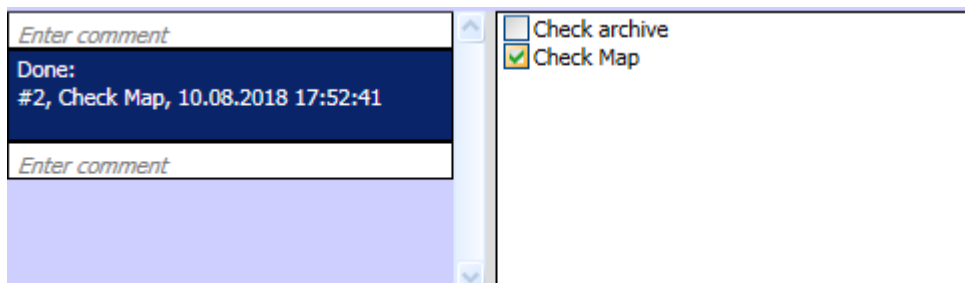 Enter comment
Done:
#2, Check Map, 10.08.2018 17:52:41
Enter comment
Check archive
Check Map